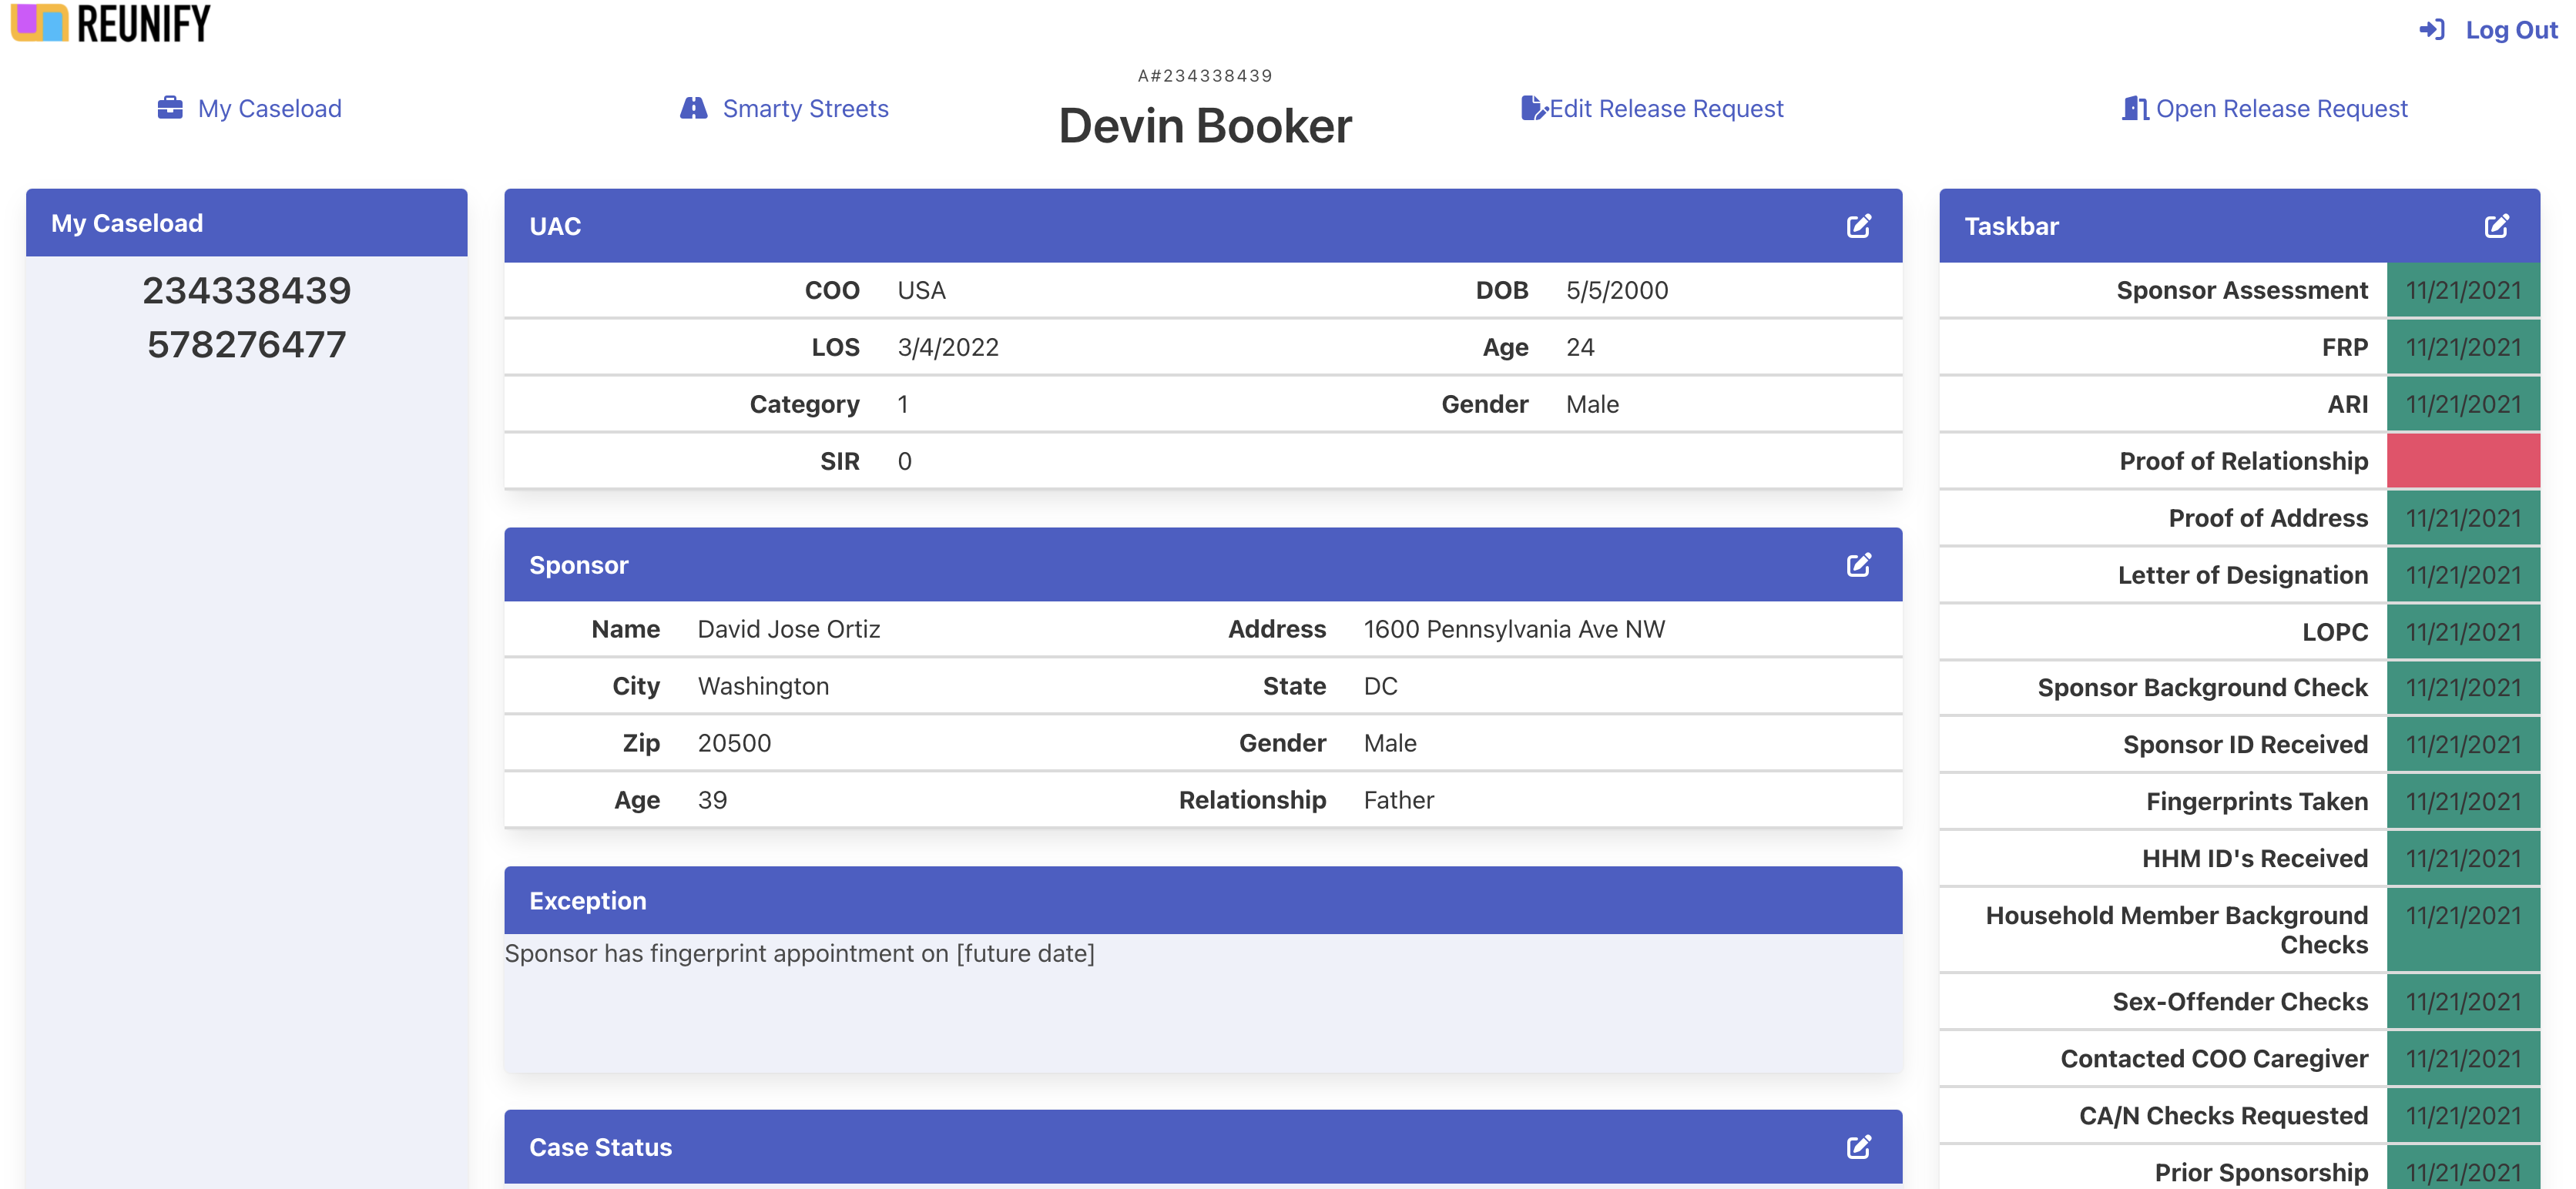 REUNIFY
Log Out
A#234338439
My Caseload
Smarty Streets
Devin Booker
Edit Release Request
Open Release Request
My Caseload
234338439
578276477
UAC
COO USA DOB 5/5/2000
LOS 3/4/2022 Age 24
Category 1 Gender Male
SIR 0
Sponsor
Name David Jose Ortiz Address 1600 Pennsylvania Ave NW
City Washington State DC
Zip 20500 Gender Male
Age 39 Relationship Father
Exception
Sponsor has fingerprint appointment on [future date]
Case Status
Taskbar
Sponsor Assessment 11/21/2021
FRP 11/21/2021
ARI 11/21/2021
Proof of Relationship
Proof of Address 11/21/2021
Letter of Designation 11/21/2021
LOPC 11/21/2021
Sponsor Background Check 11/21/2021
Sponsor ID Received 11/21/2021
Fingerprints Taken 11/21/2021
HHM ID's Received 11/21/2021
Household Member Background 11/21/2021
Checks
Sex-Offender Checks 11/21/2021
Contacted COO Caregiver 11/21/2021
CA/N Checks Requested 11/21/2021
Prior Sponsorship 11/21/2021